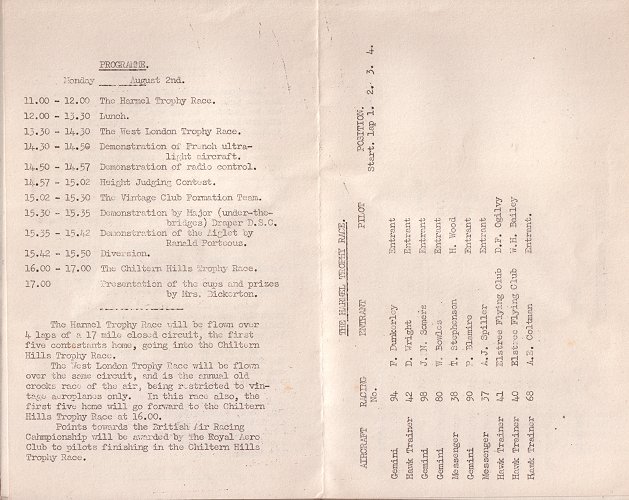 PROGRAMME.
Monday August 2nd.
11.00 - 12.00 The Harmel Trophy Race.
12.00 - 13.30 Lunch.
13.30 - 14.30 The West London Trophy Race.
14.30 - 14.50 Demonstration of French ultra-
light aircraft.
14.50 - 14.57 Demonstration of radio control.
14.57 - 15.02 Height Judging Contest.
15.02 - 15.30 The Vintage Club Formation Team.
15.30 - 15.35 Demonstration by Major (under-the-
bridges) Draper D.S.C.
15.35 - 15.42 Demonstration of the Aiglet by
Ranald Porteous.
15.42 - 15.50 Diversion.
16.00 - 17.00 The Chiltern Hills Trophy Race.
17.00 Presentation of the cups and prizes
by Mrs. Bickerton.
The Harmel Trophy Race will be flown over
4 laps of a 17 mile closed circuit, the first
five contestants home, going into the Chiltern
Hills Trophy Race.
The West London Trophy Race will be flown
over the same circuit, and is the annual old
crocks race of the air, being restricted to vin-
tage aeroplanes only. In this race also, the
first five home will go forward to the Chiltern
Hills Trophy Race at 16.00.
Points towards the British Air Racing
Cahmpionship will be awarded by The Royal Aero
Club to pilots finishing in the Chiltern Hills
Trophy Race.
THE HARMEL TROPHY RACE.
AIRCRAFT RACING No. ENTRANT PILOT POSITION. Start. lap 1. 2. 3. 4.
Gemini 94 F. Dunkerley Entrant
Hawk Trainer 42 D. Wright Entrant
Gemini 98 J. N. Somers Entrant
Gemini 80 W. Bowles Entrant
Messenger 38 T. Stephenson H. Wood
Gemini 90 P. Blamire Entrant
Messenger 37 A.J. Spiller Entrant
Hawk Trainer 41 Elstree Flying Club D.F. Ogilvy
Hawk Trainer 40 Elstree Flying Club W.H. Bailey
Hawk Trainer 68 A.E. Coltman Entrant.